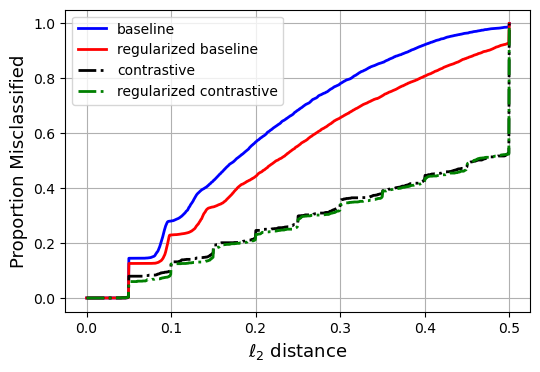 baseline
regularized baseline
contrastive
regularized contrastive
Proportion Misclassified
1.0
0.8
0.6
0.4
0.2
0.0
0.0 0.1 0.2 0.3 0.4 0.5
ℓ₂ distance